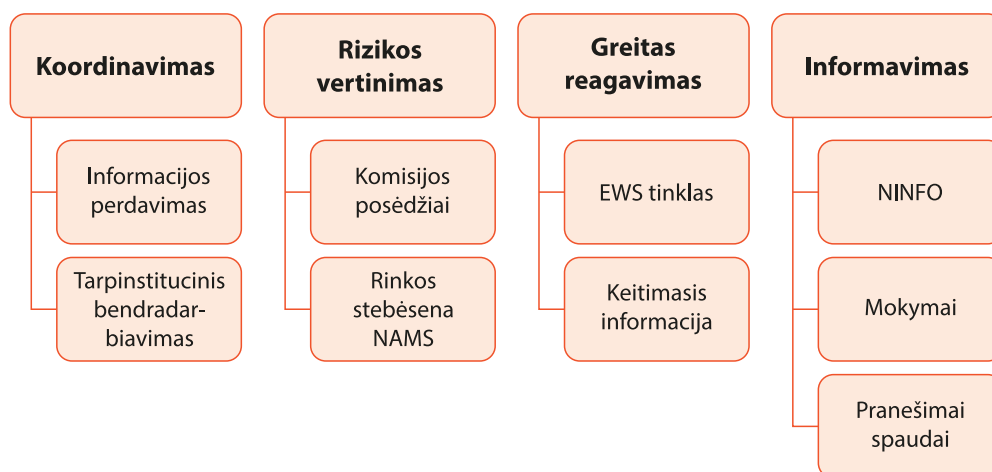 Koordinavimas
Informacijos
perdavimas
Tarpinstitucinis
bendradar-
biavimas
Rizikos
vertinimas
Komisijos
posėdžiai
Rinkos
stebėsena
NAMS
Greitas
reagavimas
EWS tinklas
Keitimasis
informacija
Informavimas
NINFO
Mokymai
Pranešimai
spaudai